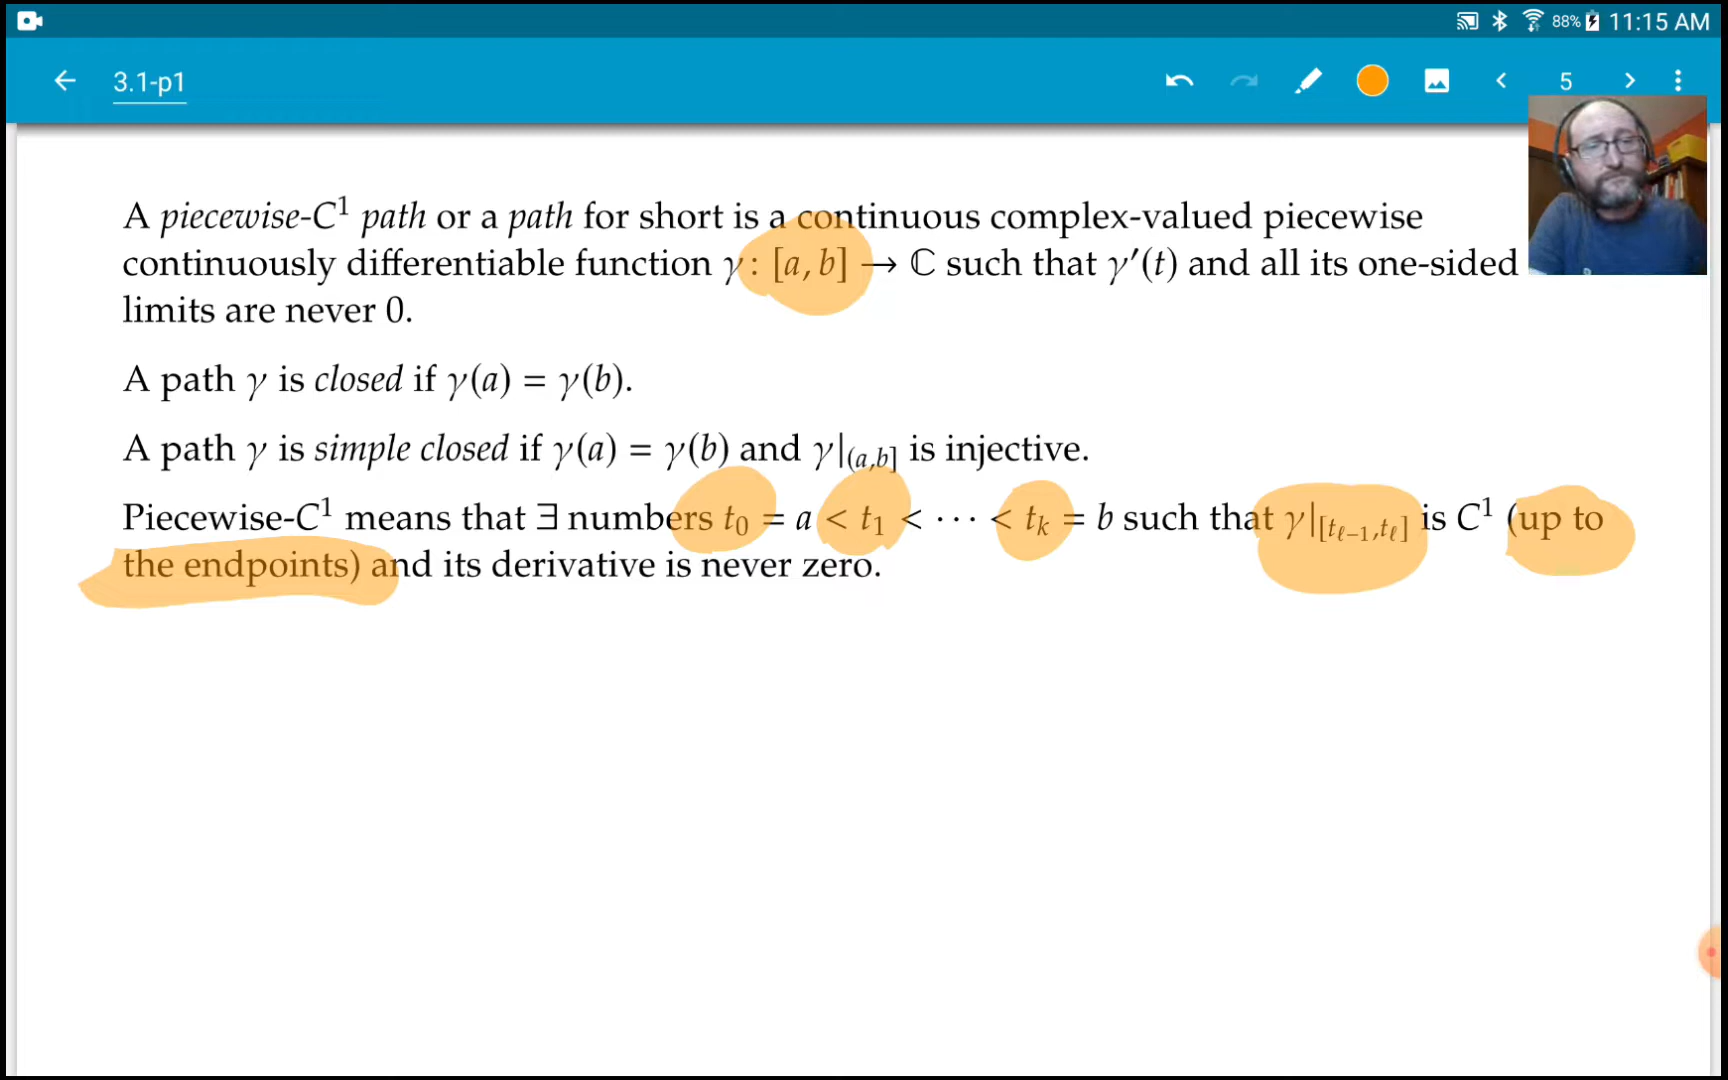 88% 11:15 AM
3.1-p1 5
A piecewise-C¹ path or a path for short is a continuous complex-valued piecewise
continuously differentiable function γ : [a, b] → ℂ such that γ′(t) and all its one-sided
limits are never 0.
A path γ is closed if γ(a) = γ(b).
A path γ is simple closed if γ(a) = γ(b) and γ|₍ₐ,b] is injective.
Piecewise-C¹ means that ∃ numbers t₀ = a < t₁ < ⋯ < tₖ = b such that γ|[tℓ₋₁,tℓ] is C¹ (up to
the endpoints) and its derivative is never zero.